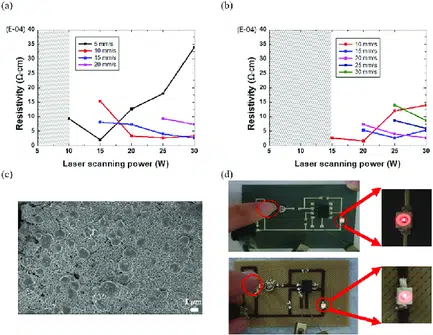 (a)
(b)
[E-04]
40
35
30
25
20
15
10
5
0
Resistivity (Ω·cm)
5 mm/s
10 mm/s
15 mm/s
20 mm/s
5 10 15 20 25 30
Laser scanning power (W)
[E-04]
40
35
30
25
20
15
10
5
0
Resistivity (Ω·cm)
10 mm/s
15 mm/s
20 mm/s
25 mm/s
30 mm/s
5 10 15 20 25 30
Laser scanning power (W)
(c)
(d)
1 μm